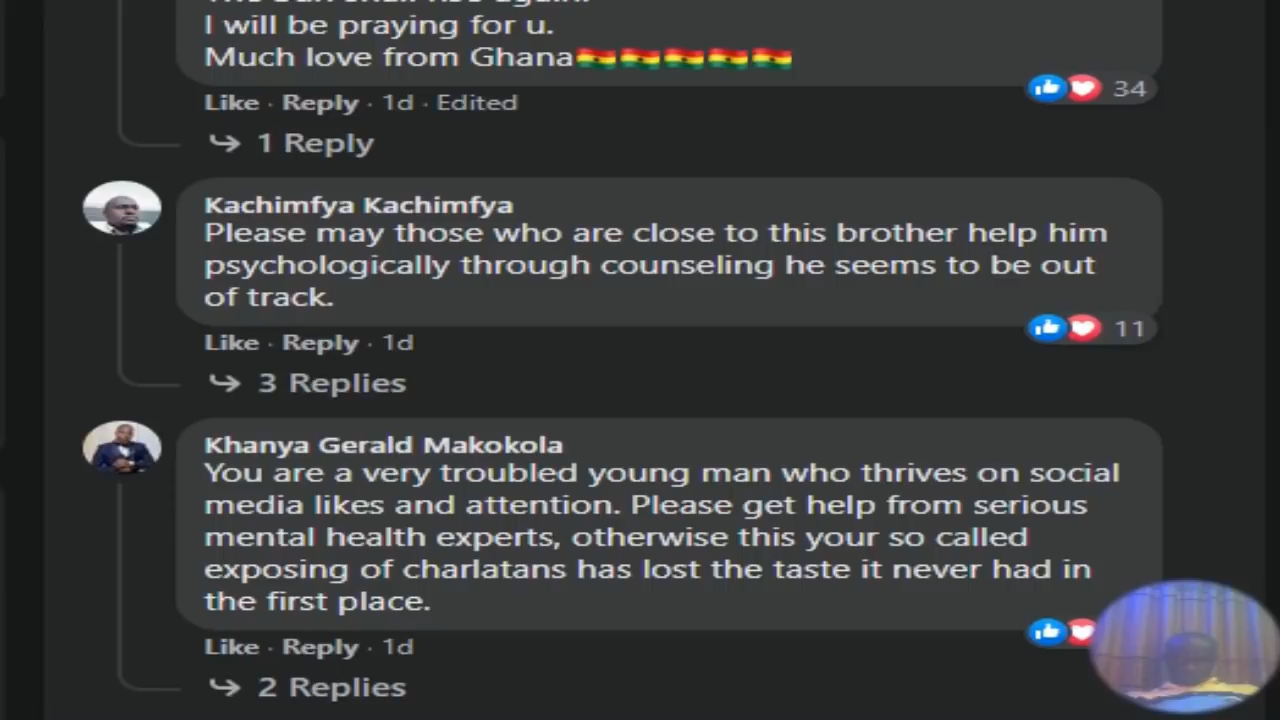 I will be praying for u.
Much love from Ghana🇬🇭🇬🇭🇬🇭🇬🇭🇬🇭
34
Like · Reply · 1d · Edited
1 Reply
Kachimfya Kachimfya
Please may those who are close to this brother help him
psychologically through counseling he seems to be out
of track.
11
Like · Reply · 1d
3 Replies
Khanya Gerald Makokola
You are a very troubled young man who thrives on social
media likes and attention. Please get help from serious
mental health experts, otherwise this your so called
exposing of charlatans has lost the taste it never had in
the first place.
Like · Reply · 1d
2 Replies